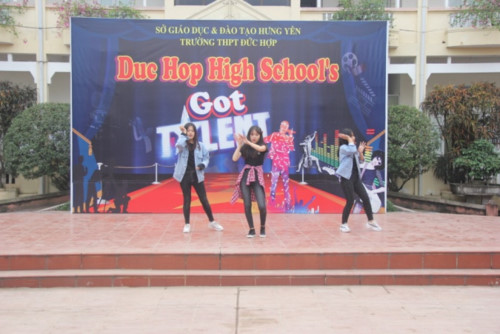 SỞ GIÁO DỤC & ĐÀO TẠO HƯNG YÊN
TRƯỜNG THPT ĐỨC HỢP
Duc Hop High School's
Got
TALENT